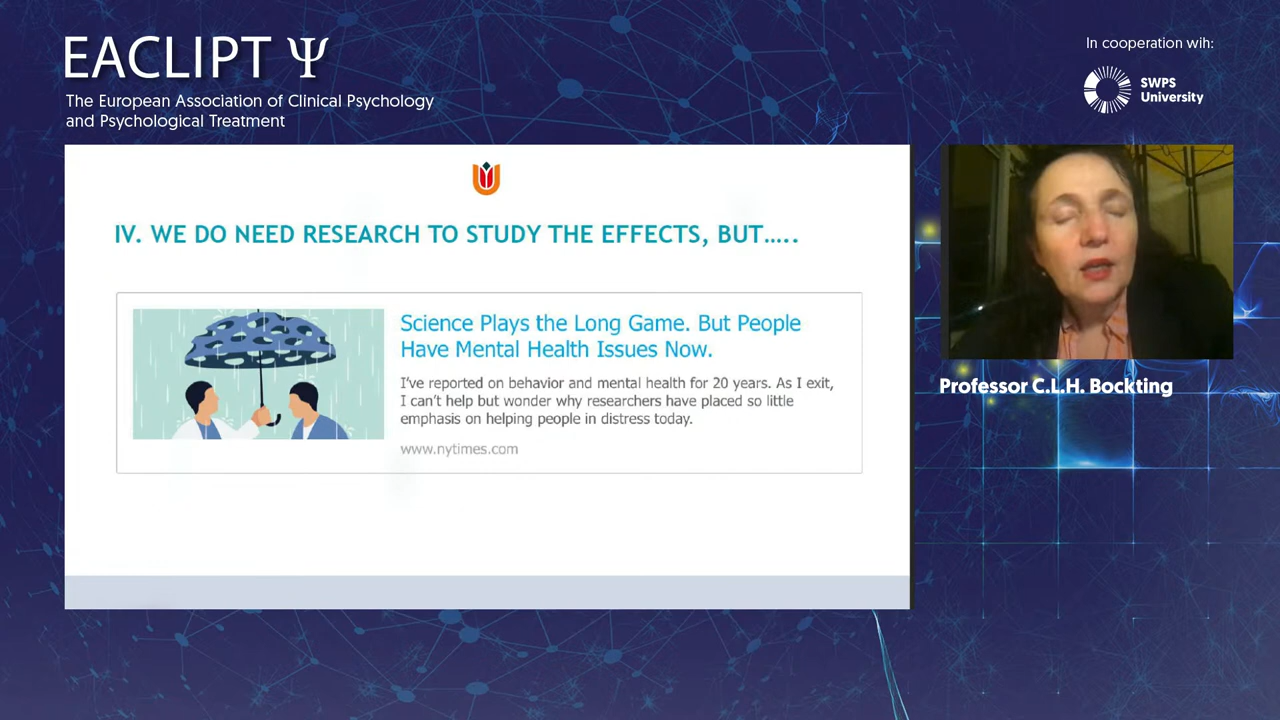 EACLIPT Ψ
The European Association of Clinical Psychology
and Psychological Treatment
In cooperation wih:
SWPS
University
IV. WE DO NEED RESEARCH TO STUDY THE EFFECTS, BUT.....
Science Plays the Long Game. But People
Have Mental Health Issues Now.
I've reported on behavior and mental health for 20 years. As I exit,
I can't help but wonder why researchers have placed so little
emphasis on helping people in distress today.
www.nytimes.com
Professor C.L.H. Bockting